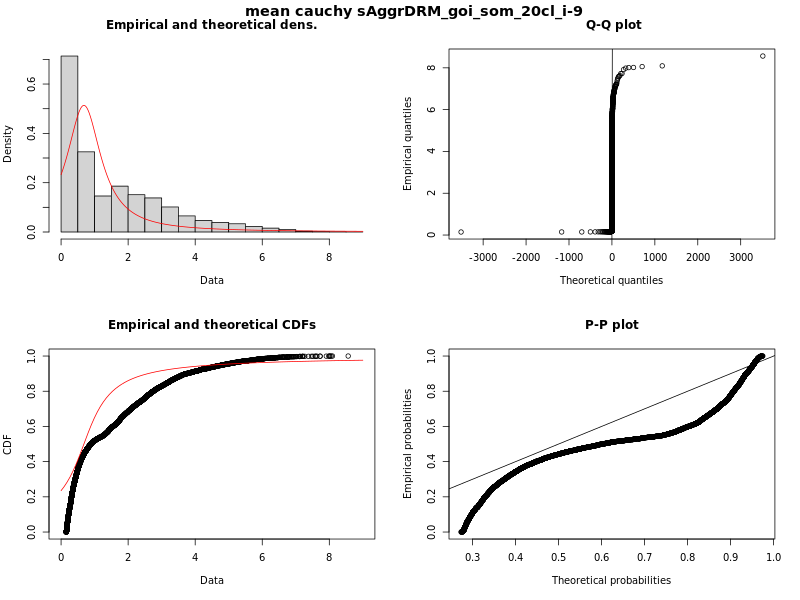 mean cauchy sAggrDRM_goi_som_20cl_i-9
Empirical and theoretical dens.
Density
0.0 0.2 0.4 0.6
0 2 4 6 8
Data
Q-Q plot
Empirical quantiles
0 2 4 6 8
-3000 -2000 -1000 0 1000 2000 3000
Theoretical quantiles
Empirical and theoretical CDFs
CDF
0.0 0.2 0.4 0.6 0.8 1.0
0 2 4 6 8
Data
P-P plot
Empirical probabilities
0.0 0.2 0.4 0.6 0.8 1.0
0.3 0.4 0.5 0.6 0.7 0.8 0.9 1.0
Theoretical probabilities